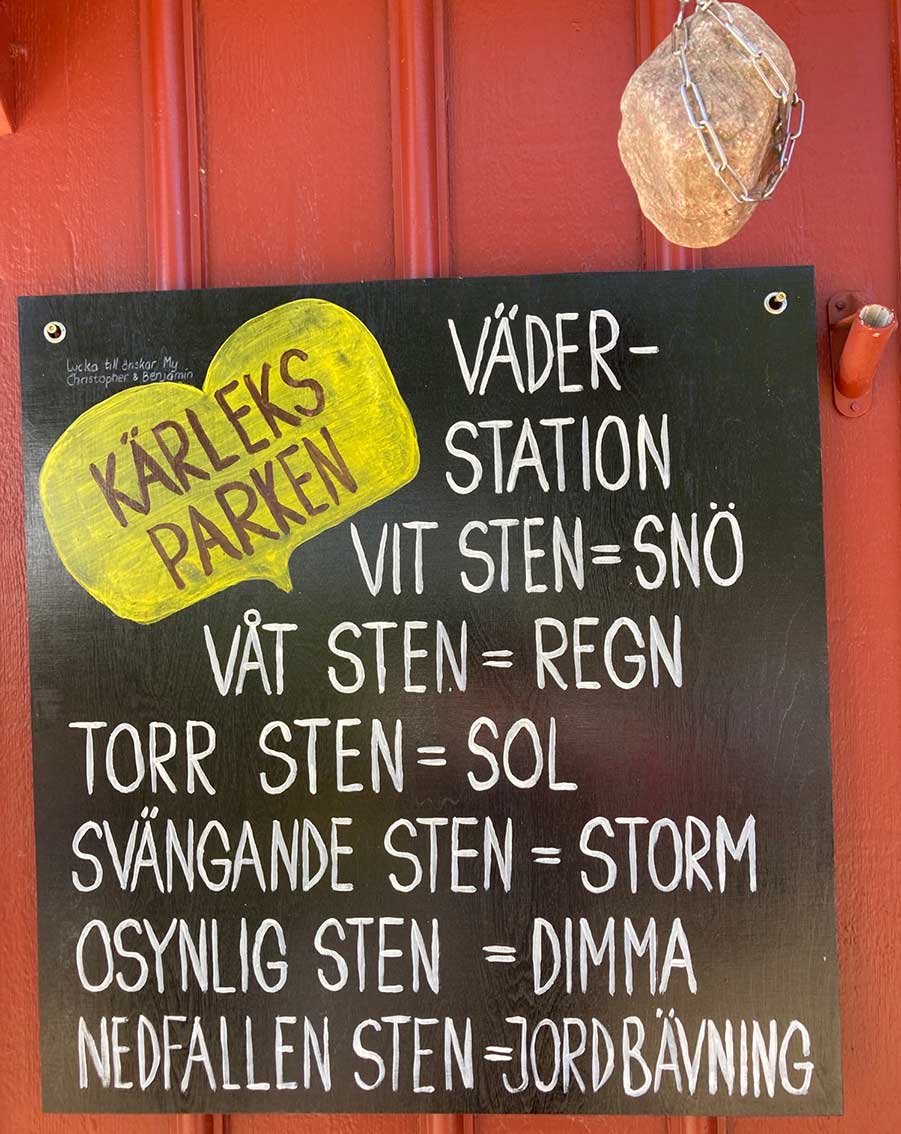 Lycka till önskar My
Christopher & Benjamin
KÄRLEKS
PARKEN
VÄDER-
STATION
VIT STEN = SNÖ
VÅT STEN = REGN
TORR STEN = SOL
SVÄNGANDE STEN = STORM
OSYNLIG STEN = DIMMA
NEDFALLEN STEN = JORDBÄVNING